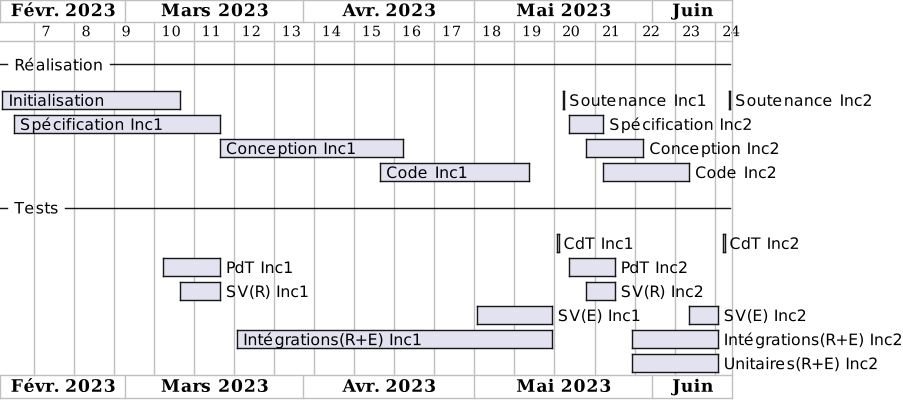 Févr. 2023 Mars 2023 Avr. 2023 Mai 2023 Juin
7 8 9 10 11 12 13 14 15 16 17 18 19 20 21 22 23 24
Réalisation
Initialisation Soutenance Inc1 Soutenance Inc2
Spécification Inc1 Spécification Inc2
Conception Inc1 Conception Inc2
Code Inc1 Code Inc2
Tests
CdT Inc1 CdT Inc2
PdT Inc1 PdT Inc2
SV(R) Inc1 SV(R) Inc2
SV(E) Inc1 SV(E) Inc2
Intégrations(R+E) Inc1 Intégrations(R+E) Inc2
Unitaires(R+E) Inc2
Févr. 2023 Mars 2023 Avr. 2023 Mai 2023 Juin